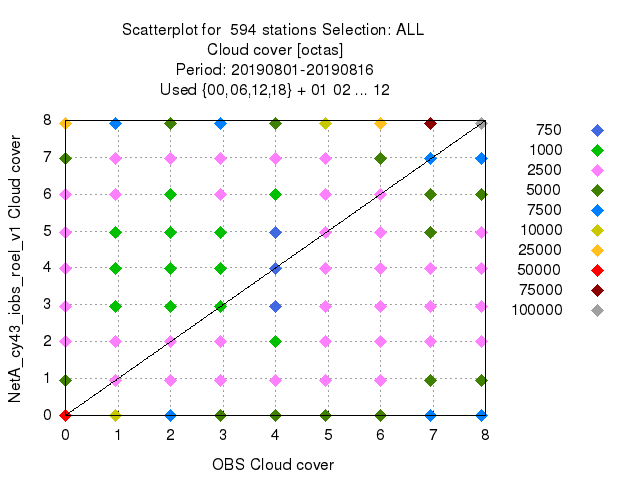 Scatterplot for 594 stations Selection: ALL
Cloud cover [octas]
Period: 20190801-20190816
Used {00,06,12,18} + 01 02 ... 12
NetA_cy43_iobs_roel_v1 Cloud cover
8
7
6
5
4
3
2
1
0
0 1 2 3 4 5 6 7 8
OBS Cloud cover
750
1000
2500
5000
7500
10000
25000
50000
75000
100000